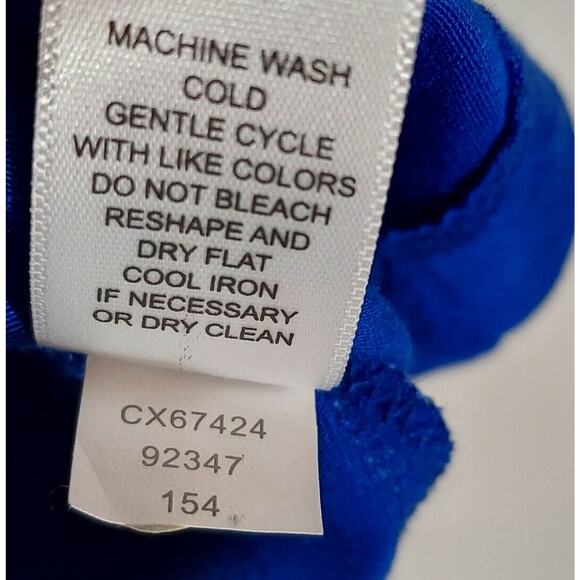 MACHINE WASH
COLD
GENTLE CYCLE
WITH LIKE COLORS
DO NOT BLEACH
RESHAPE AND
DRY FLAT
COOL IRON
IF NECESSARY
OR DRY CLEAN
CX67424
92347
154